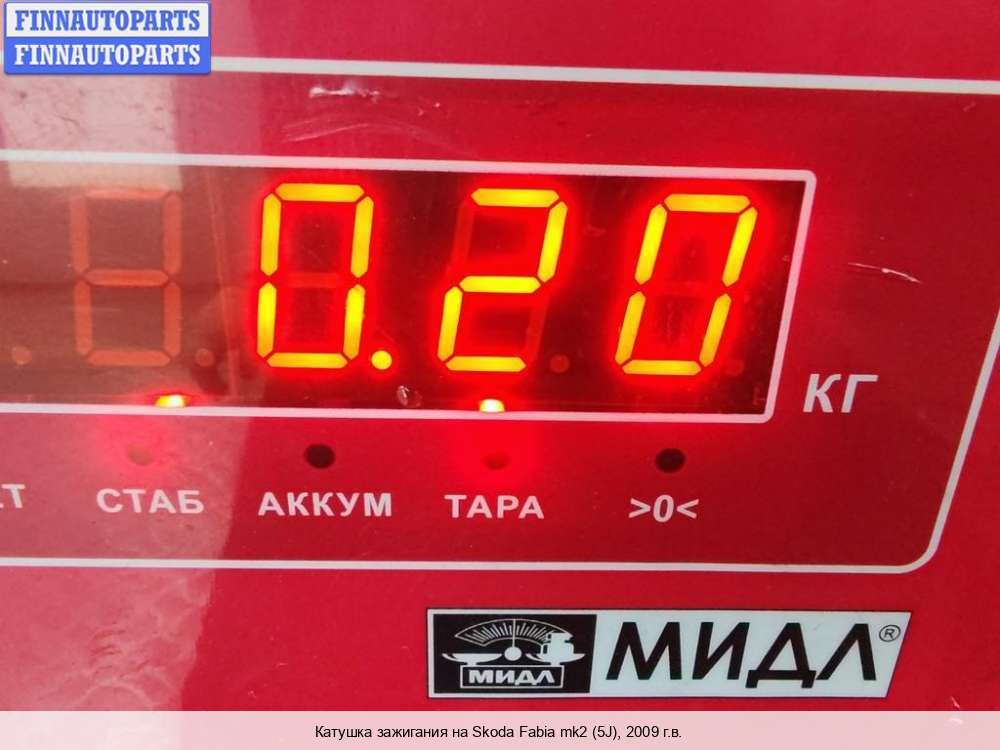 FINNAUTOPARTS
FINNAUTOPARTS
0.20
КГ
СТАБ АККУМ ТАРА >0<
МИДЛ МИДЛ®
Катушка зажигания на Skoda Fabia mk2 (5J), 2009 г.в.